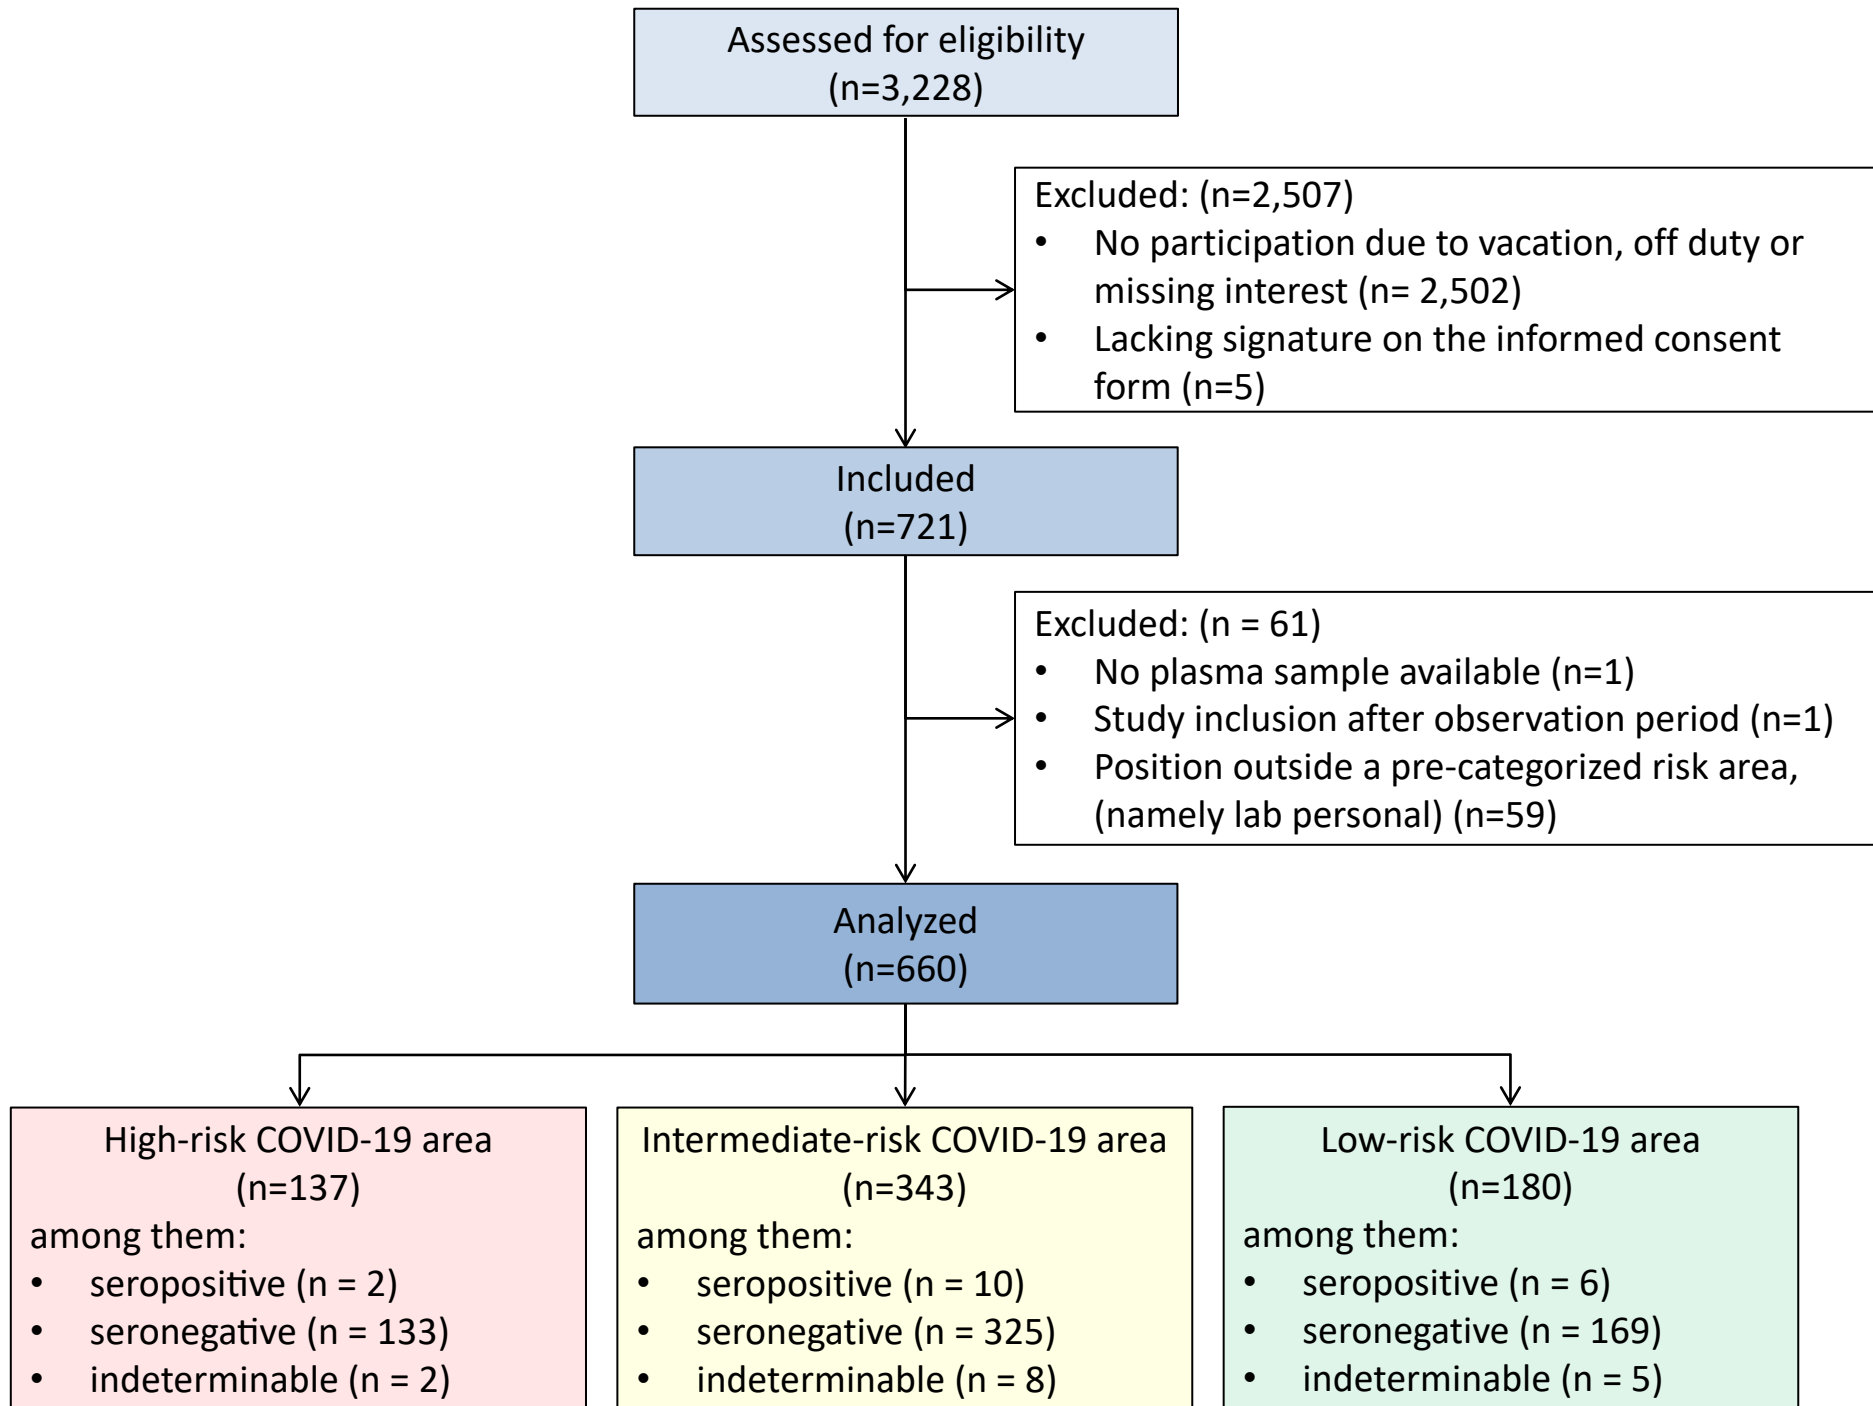 Assessed for eligibility
(n=3,228)
Excluded: (n=2,507)
• No participation due to vacation, off duty or
missing interest (n= 2,502)
• Lacking signature on the informed consent
form (n=5)
Included
(n=721)
Excluded: (n = 61)
• No plasma sample available (n=1)
• Study inclusion after observation period (n=1)
• Position outside a pre-categorized risk area,
(namely lab personal) (n=59)
Analyzed
(n=660)
High-risk COVID-19 area
(n=137)
among them:
• seropositive (n = 2)
• seronegative (n = 133)
• indeterminable (n = 2)
Intermediate-risk COVID-19 area
(n=343)
among them:
• seropositive (n = 10)
• seronegative (n = 325)
• indeterminable (n = 8)
Low-risk COVID-19 area
(n=180)
among them:
• seropositive (n = 6)
• seronegative (n = 169)
• indeterminable (n = 5)